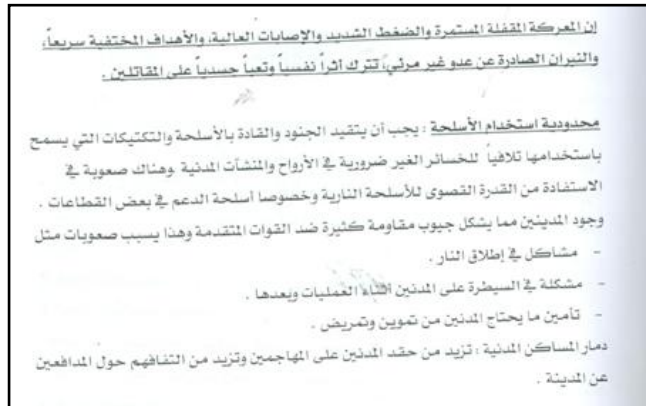 إن المعركة المقفلة المستمرة والضغط الشديد والإصابات العالية، والأهداف المختفية سريعاً،
والنيران الصادرة عن عدو غير مرئي، تترك أثراً نفسياً وتعباً جسدياً على المقاتلين .
محدودية استخدام الأسلحة : يجب أن يتقيد الجنود والقادة بالأسلحة والتكتيكات التي يسمح
باستخدامها تلافياً للخسائر الغير ضرورية في الأرواح والمنشآت المدنية .وهناك صعوبة في
الاستفادة من القدرة القصوى للأسلحة النارية وخصوصا أسلحة الدعم في بعض القطاعات .
وجود المدينين مما يشكل جيوب مقاومة كثيرة ضد القوات المتقدمة وهذا يسبب صعوبات مثل
- مشاكل في إطلاق النار .
- مشكلة في السيطرة على المدنين أثناء العمليات وبعدها .
- تأمين ما يحتاج المدنين من تموين وتمريض .
دمار المساكن المدنية : تزيد من حقد المدنين على المهاجمين وتزيد من التفافهم حول المدافعين
عن المدينة .